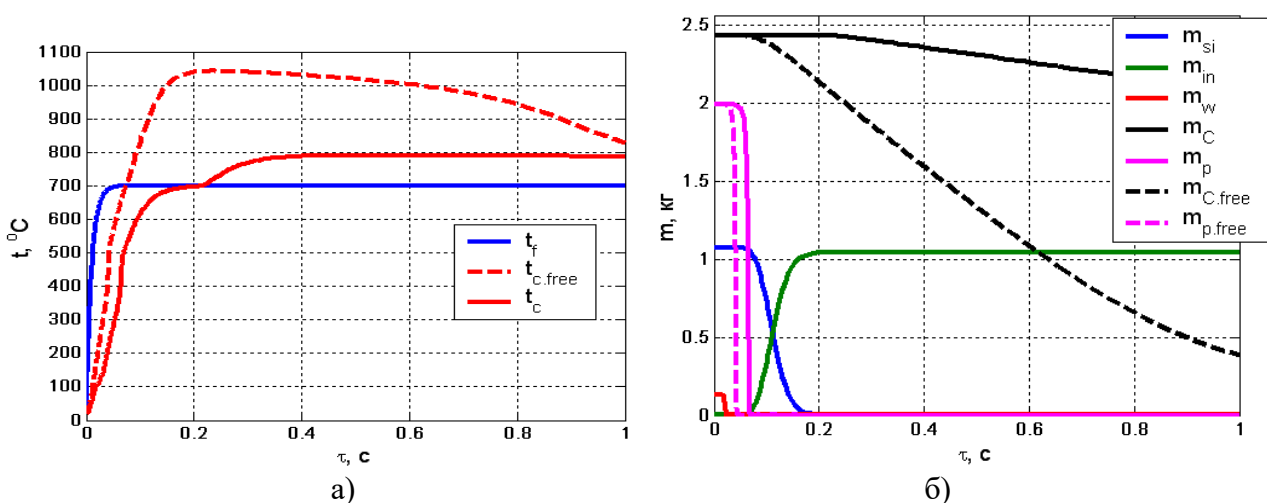 t, ⁰C
1100
1000
900
800
700
600
500
400
300
200
100
0
0
0.2
0.4
0.6
0.8
1
τ, c
t_f
t_c.free
t_c
а)
m, кг
2.5
2
1.5
1
0.5
0
0
0.2
0.4
0.6
0.8
1
τ, c
m_si
m_in
m_w
m_C
m_p
m_C.free
m_p.free
б)